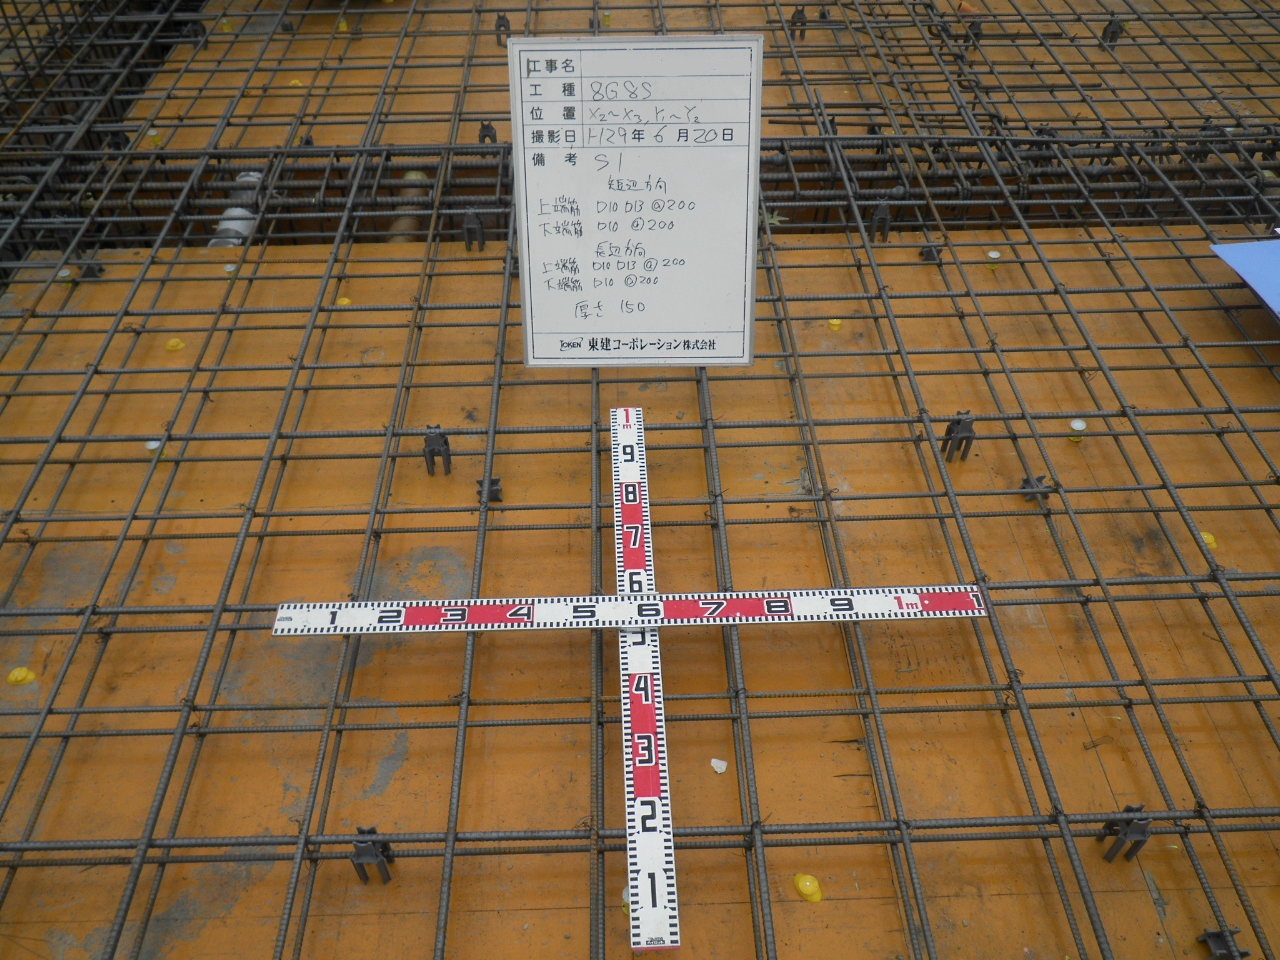 工事名
工種 8G8S
位置 X2~X3, Y1~Y2
撮影日 H29年6月20日
備考 S1
短辺方向
上端筋 D10 D13 @200
下端筋 D10 @200
長辺方向
上端筋 D10 D13 @200
下端筋 D10 @200
厚さ 150
TOKEN 東建コーポレーション株式会社
1m
9
8
7
6
1 2 3 4 5 6 7 8 9 1m 1
5
4
3
2
1